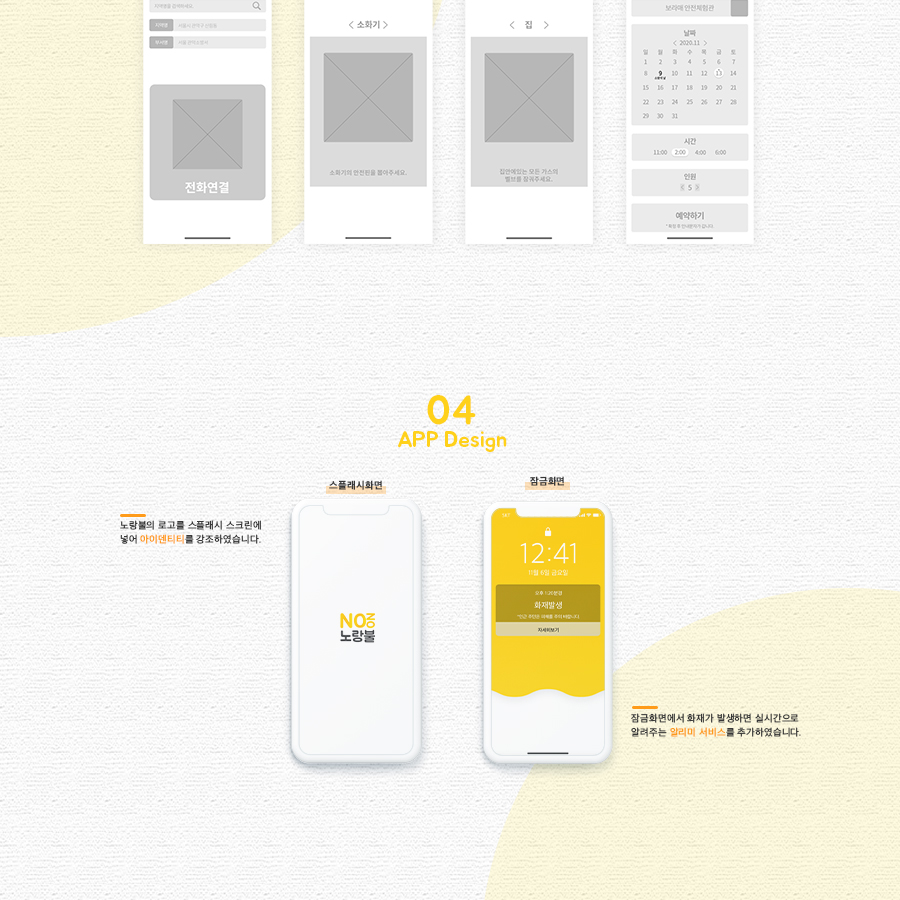 지역명을 검색하세요
지역명 서울시 관악구 신림동
부서명 서울 관악소방서
전화연결
< 소화기 >
소화기의 안전핀을 뽑아주세요.
< 집 >
집안에있는 모든 가스의
벨브를 잠궈주세요.
보라매 안전체험관
날짜
< 2020.11 >
일 월 화 수 목 금 토
1 2 3 4 5 6 7
8 9 10 11 12 13 14
15 16 17 18 19 20 21
22 23 24 25 26 27 28
29 30 31
시간
11:00 2:00 4:00 6:00
인원
< 5 >
예약하기
04
APP Design
스플래시화면
노랑불의 로고를 스플래시 스크린에
넣어 아이덴티티를 강조하였습니다.
NONO
노랑불
잠금화면
12:41
11월 6일 금요일
화재발생
자세히보기
잠금화면에서 화재가 발생하면 실시간으로
알려주는 알리미 서비스를 추가하였습니다.